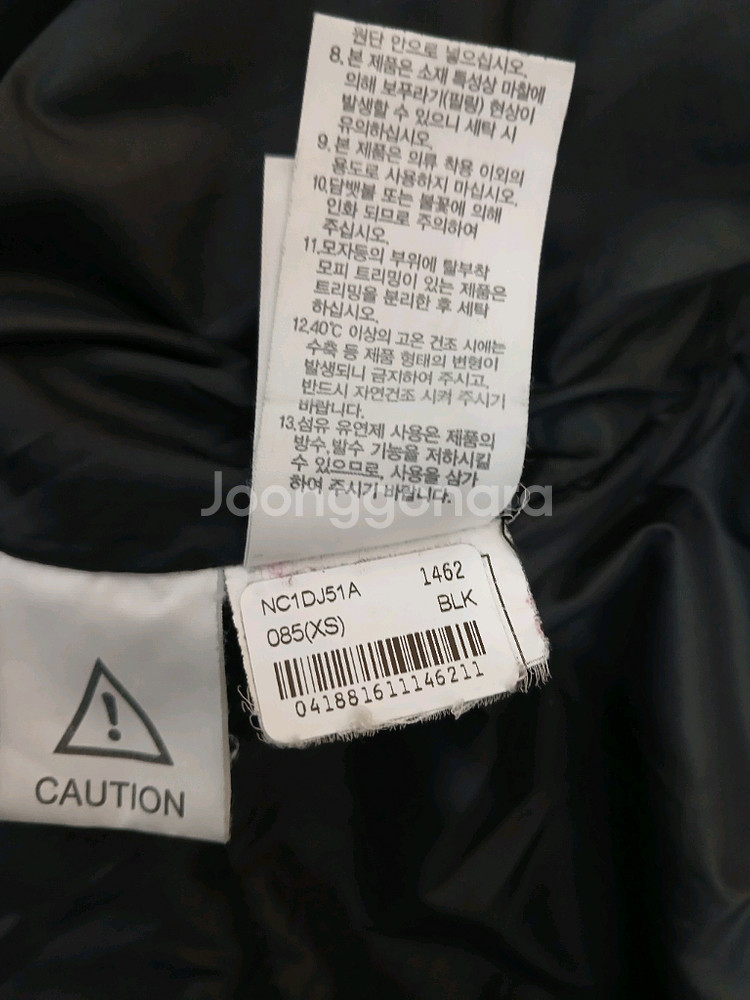 원단 안으로 넣으십시오.
8.본 제품은 소재 특성상 마찰에
의해 보푸라기(필링) 현상이
발생할 수 있으니 세탁 시
유의하십시오.
9.본 제품은 의류 착용 이외의
용도로 사용하지 마십시오.
10.담뱃불 또는 불꽃에 의해
인화 되므로 주의하여
주십시오.
11.모자등의 부위에 탈부착
모피 트리밍이 있는 제품은
트리밍을 분리한 후 세탁
하십시오.
12.40℃ 이상의 고온 건조 시에는
수축 등 제품 형태의 변형이
발생되니 금지하여 주시고,
반드시 자연건조 시켜 주시기
바랍니다.
13.섬유 유연제 사용은 제품의
방수,발수 기능을 저하시킬
수 있으므로, 사용을 삼가
하여 주시기 바랍니다.
Joonggonara
NC1DJ51A 1462
085(XS) BLK
041881611146211
CAUTION